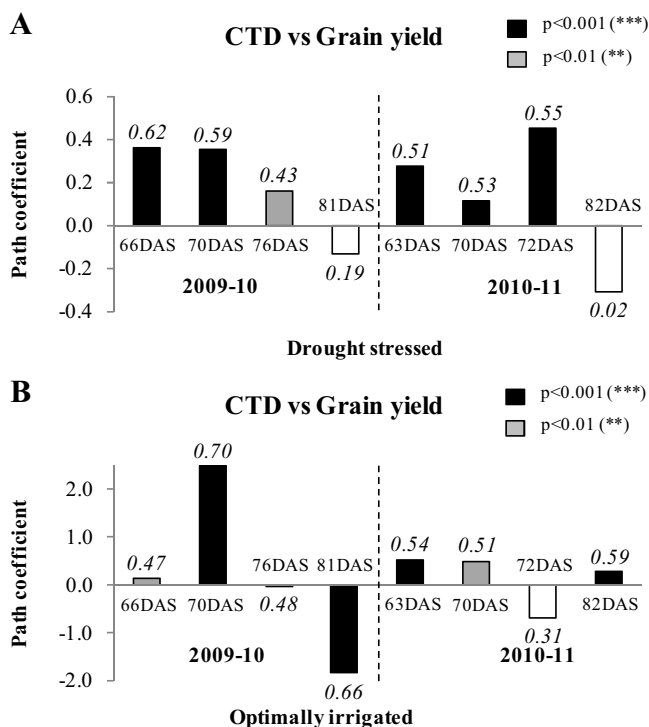 A
CTD vs Grain yield
p<0.001 (***)
p<0.01 (**)
Path coefficient
0.6
0.4
0.2
0.0
-0.2
-0.4
0.62
0.59
0.43
81DAS
0.51
0.53
0.55
82DAS
66DAS
70DAS
76DAS
0.19
63DAS
70DAS
72DAS
0.02
2009-10
2010-11
Drought stressed
B
CTD vs Grain yield
p<0.001 (***)
p<0.01 (**)
Path coefficient
2.0
1.0
0.0
-1.0
-2.0
0.47
0.70
76DAS
81DAS
0.54
0.51
72DAS
0.59
66DAS
70DAS
0.48
0.66
63DAS
70DAS
0.31
82DAS
2009-10
2010-11
Optimally irrigated